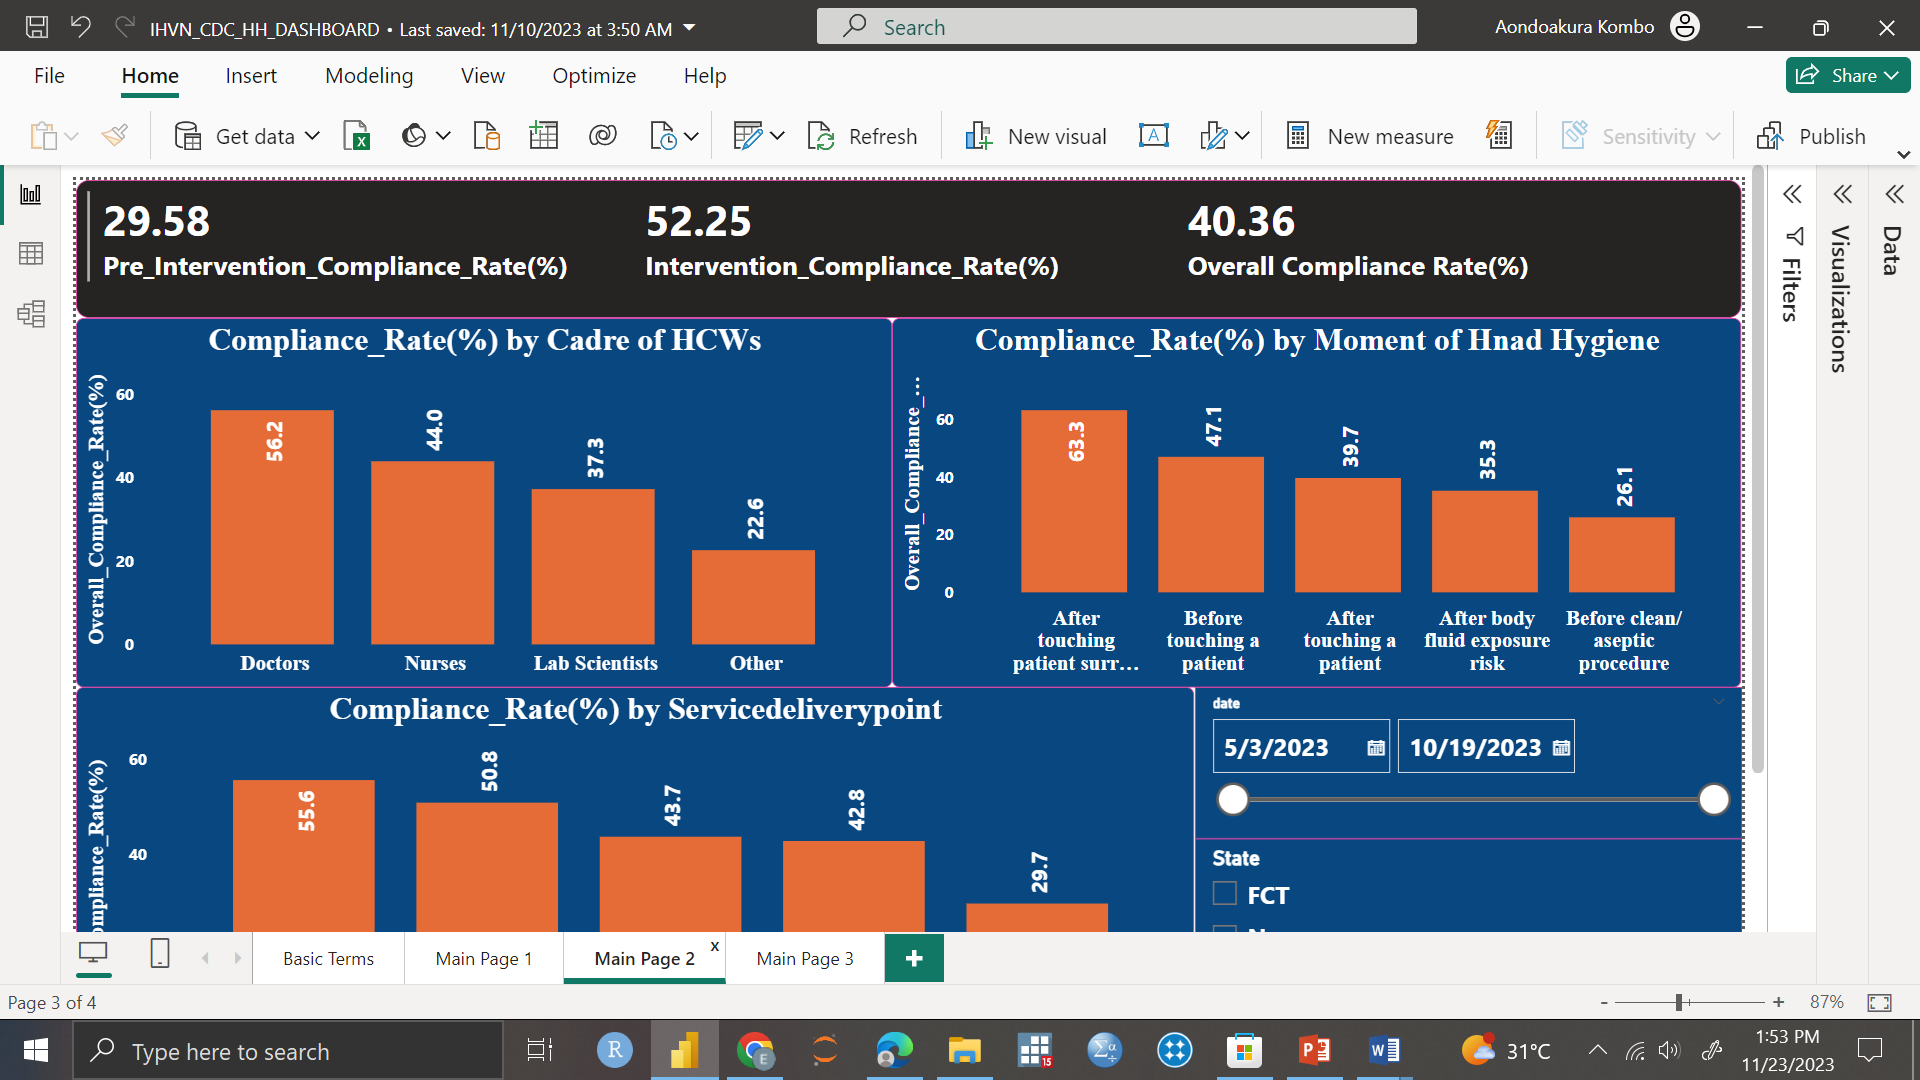 IHVN_CDC_HH_DASHBOARD • Last saved: 11/10/2023 at 3:50 AM
Search
Aondoakura Kombo
File Home Insert Modeling View Optimize Help
Share
Get data
Refresh
New visual
New measure
Sensitivity
Publish
29.58 52.25 40.36
Pre_Intervention_Compliance_Rate(%) Intervention_Compliance_Rate(%) Overall Compliance Rate(%)
Filters
Visualizations
Data
Compliance_Rate(%) by Cadre of HCWs
Overall_Compliance_Rate(%)
60
40
20
0
56.2 44.0 37.3 22.6
Doctors Nurses Lab Scientists Other
Compliance_Rate(%) by Moment of Hnad Hygiene
Overall_Compliance_...
60
40
20
0
63.3 47.1 39.7 35.3 26.1
After
touching
patient surr...
Before
touching a
patient
After
touching a
patient
After body
fluid exposure
risk
Before clean/
aseptic
procedure
Compliance_Rate(%) by Servicedeliverypoint
60
40
55.6 50.8 43.7 42.8 29.7
date
5/3/2023 10/19/2023
State
FCT
Basic Terms Main Page 1 Main Page 2 x Main Page 3 +
Page 3 of 4
- + 87%
Type here to search
R
E
15
31°C
1:53 PM
11/23/2023